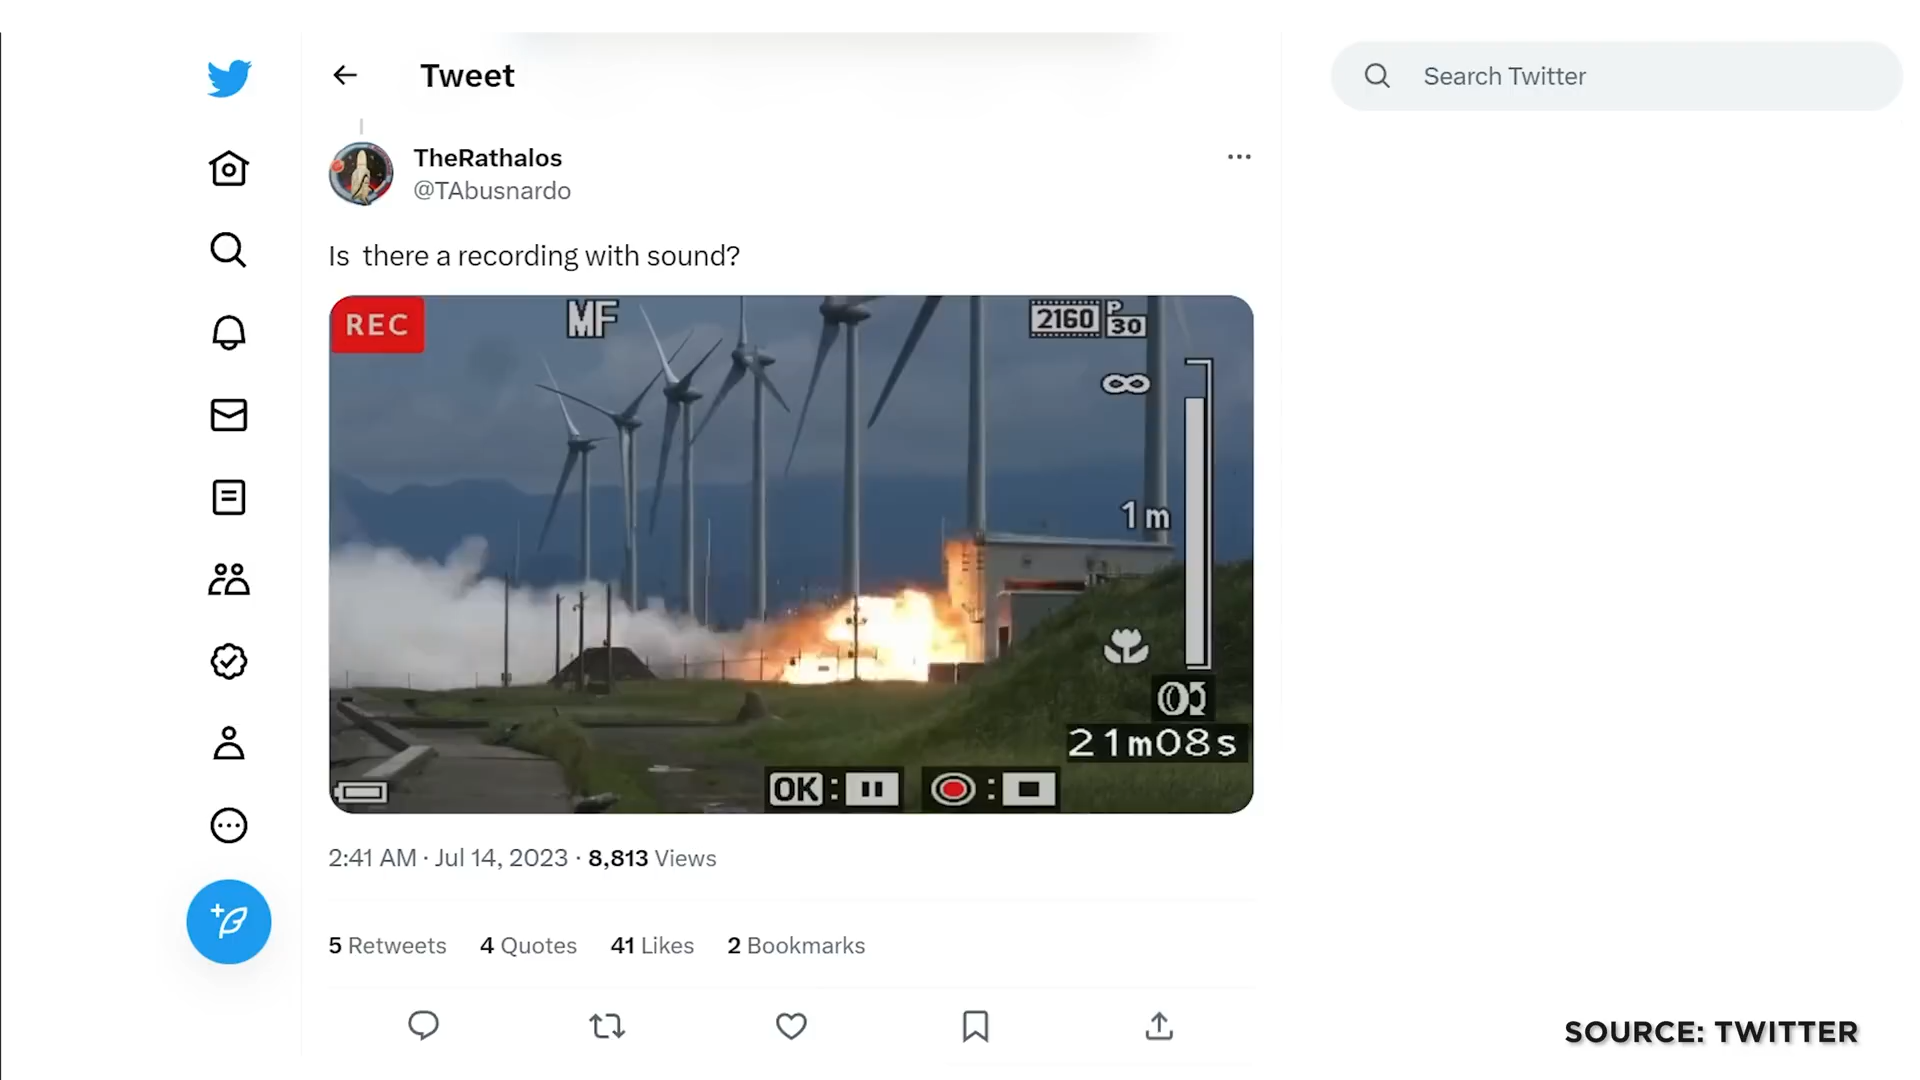 Tweet
Search Twitter
TheRathalos
@TAbusnardo
Is there a recording with sound?
REC
MF
2160 P 30
∞
1 m
21m08s
OK :
:
2:41 AM · Jul 14, 2023 · 8,813 Views
5 Retweets 4 Quotes 41 Likes 2 Bookmarks
SOURCE: TWITTER